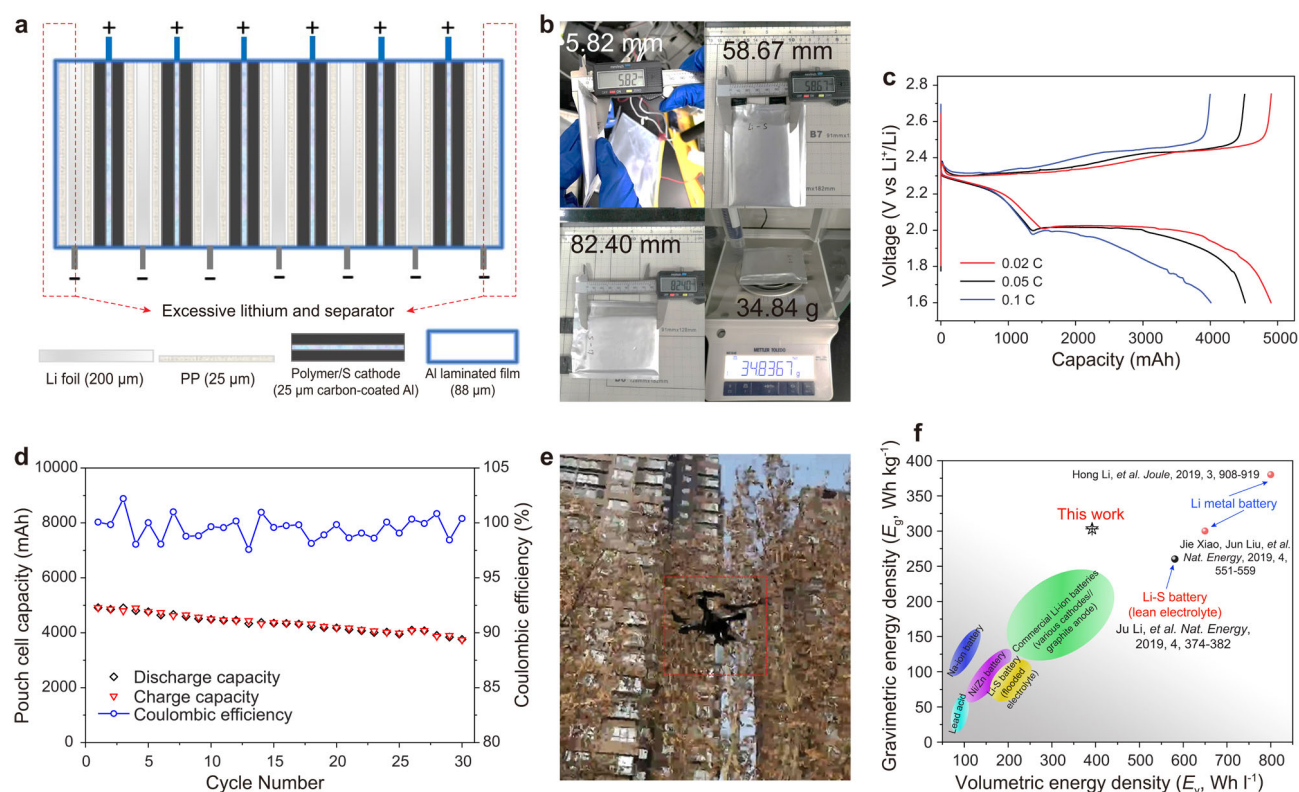 a
+ + + + + +
- - - - - - -
Excessive lithium and separator
Li foil (200 µm)
PP (25 µm)
Polymer/S cathode
(25 µm carbon-coated Al)
Al laminated film
(88 µm)
b
5.82 mm
58.67 mm
82.40 mm
34.84 g
Li-S
B7
METTLER TOLEDO
34.8367 g
c
Voltage (V vs Li⁺/Li)
2.8
2.6
2.4
2.2
2.0
1.8
1.6
0.02 C
0.05 C
0.1 C
0 1000 2000 3000 4000 5000
Capacity (mAh)
d
Pouch cell capacity (mAh)
10000
8000
6000
4000
2000
0
Discharge capacity
Charge capacity
Coulombic efficiency
105
100
95
90
85
80
Coulombic efficiency (%)
0 5 10 15 20 25 30
Cycle Number
e
f
Gravimetric energy density (Eg, Wh kg⁻¹)
400
350
300
250
200
150
100
50
0
Hong Li, et al. Joule, 2019, 3, 908-919
Li metal battery
This work
Jie Xiao, Jun Liu, et al.
Nat. Energy, 2019, 4,
551-559
Li-S battery
(lean electrolyte)
Ju Li, et al. Nat. Energy,
2019, 4, 374-382
Commercial Li-ion batteries
(various cathodes//
graphite anode)
Na-ion battery
Ni/Zn battery
Li-S battery
(flooded
electrolyte)
Lead acid
100 200 300 400 500 600 700 800
Volumetric energy density (Ev, Wh l⁻¹)